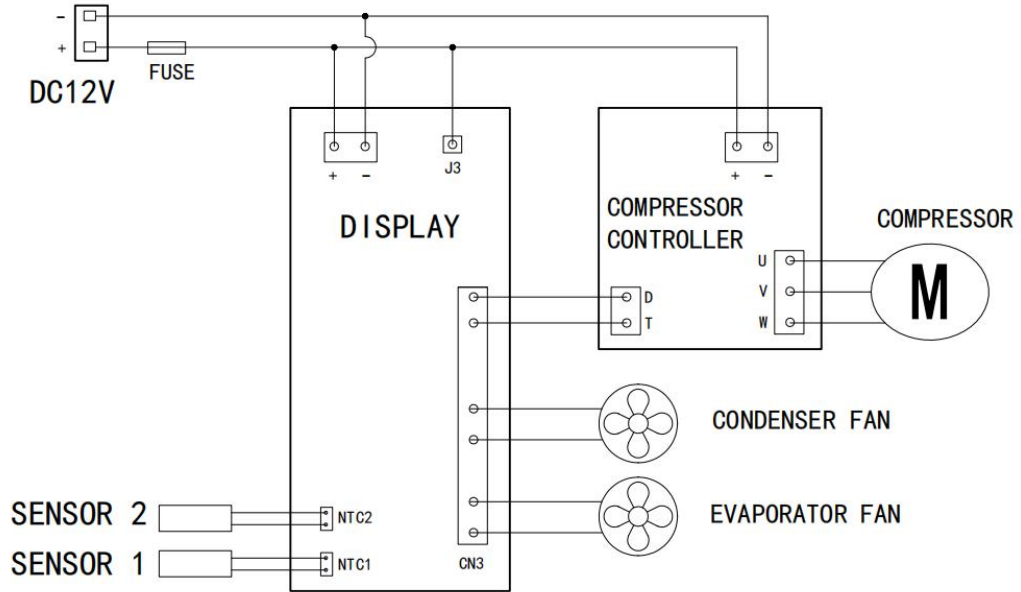 -
+
FUSE
DC12V
J3
+ -
+ -
DISPLAY
COMPRESSOR
CONTROLLER
COMPRESSOR
U
V
W
M
D
T
CONDENSER FAN
EVAPORATOR FAN
SENSOR 2
NTC2
SENSOR 1
NTC1
CN3